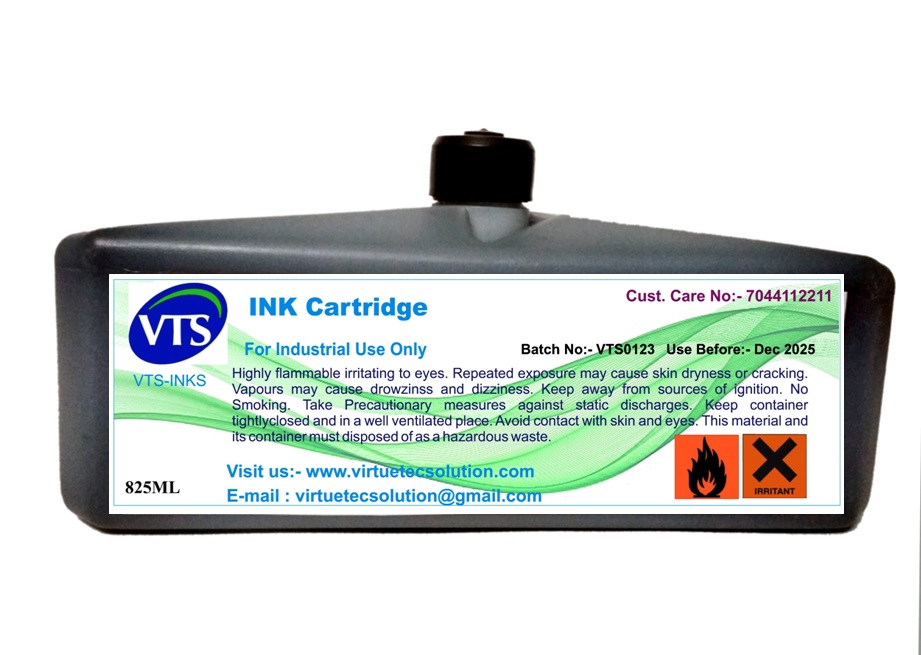 Cust. Care No:- 7044112211
VTS
INK Cartridge
For Industrial Use Only
Batch No:- VTS0123 Use Before:- Dec 2025
VTS-INKS
Highly flammable irritating to eyes. Repeated exposure may cause skin dryness or cracking.
Vapours may cause drowzinss and dizziness. Keep away from sources of ignition. No
Smoking. Take Precautionary measures against static discharges. Keep container
tightlyclosed and in a well ventilated place. Avoid contact with skin and eyes. This material and
its container must disposed of as a hazardous waste.
Visit us:- www.virtuetecsolution.com
E-mail : virtuetecsolution@gmail.com
825ML
IRRITANT